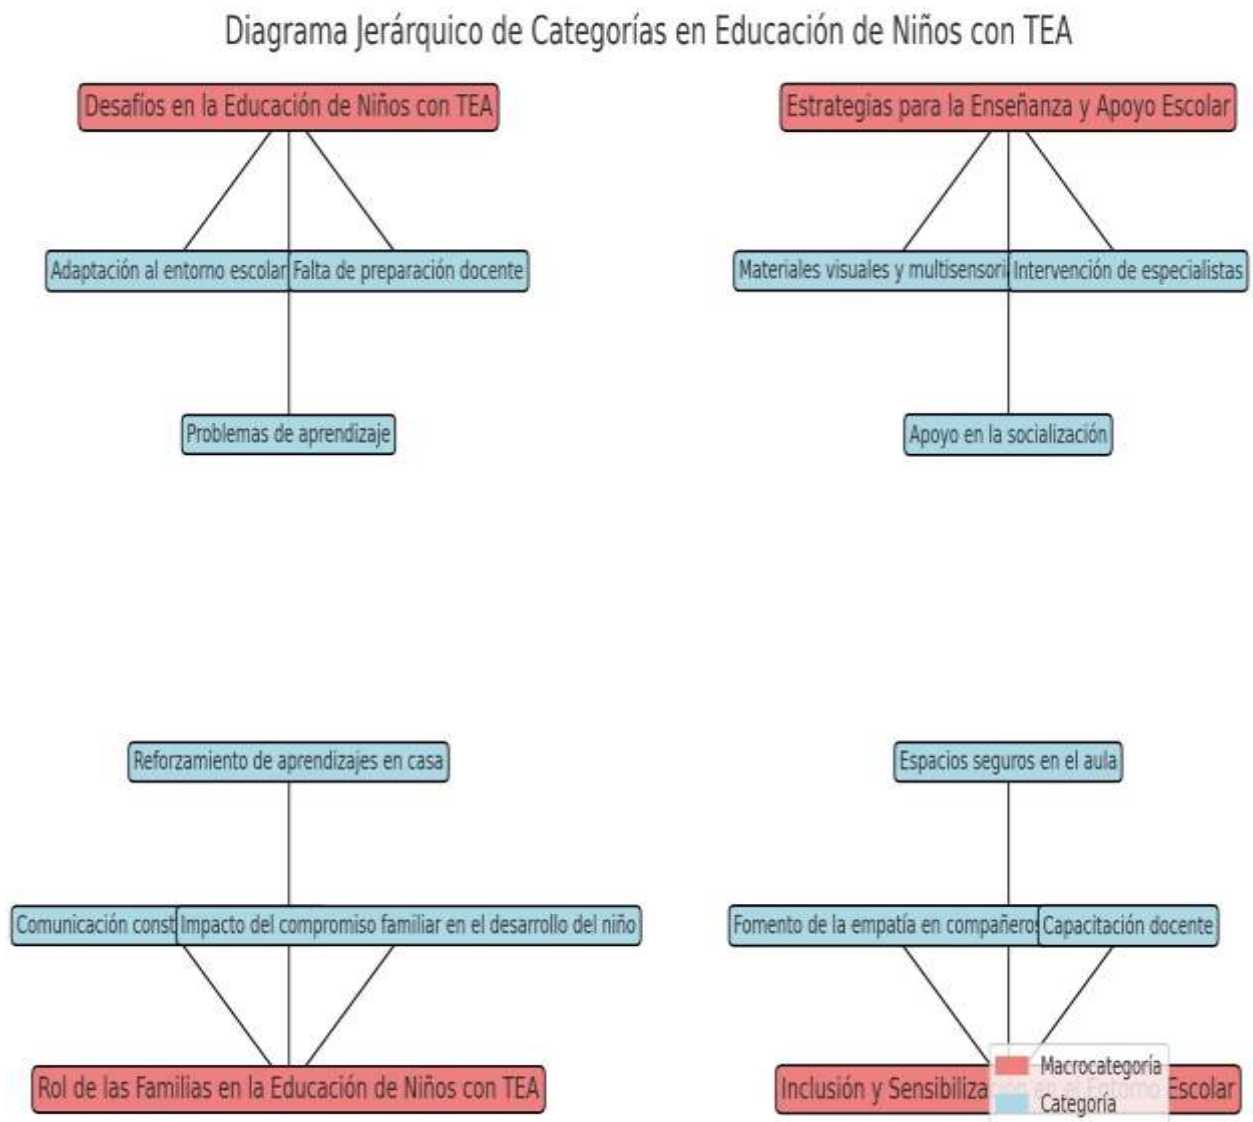 Diagrama Jerárquico de Categorías en Educación de Niños con TEA
Desafíos en la Educación de Niños con TEA
Estrategias para la Enseñanza y Apoyo Escolar
Adaptación al entorno escolar
Falta de preparación docente
Materiales visuales y multisensori
Intervención de especialistas
Problemas de aprendizaje
Apoyo en la socialización
Reforzamiento de aprendizajes en casa
Espacios seguros en el aula
Comunicación const
Impacto del compromiso familiar en el desarrollo del niño
Fomento de la empatía en compañeros
Capacitación docente
Rol de las Familias en la Educación de Niños con TEA
Inclusión y Sensibilización en el Entorno Escolar
Macrocategoría
Categoría